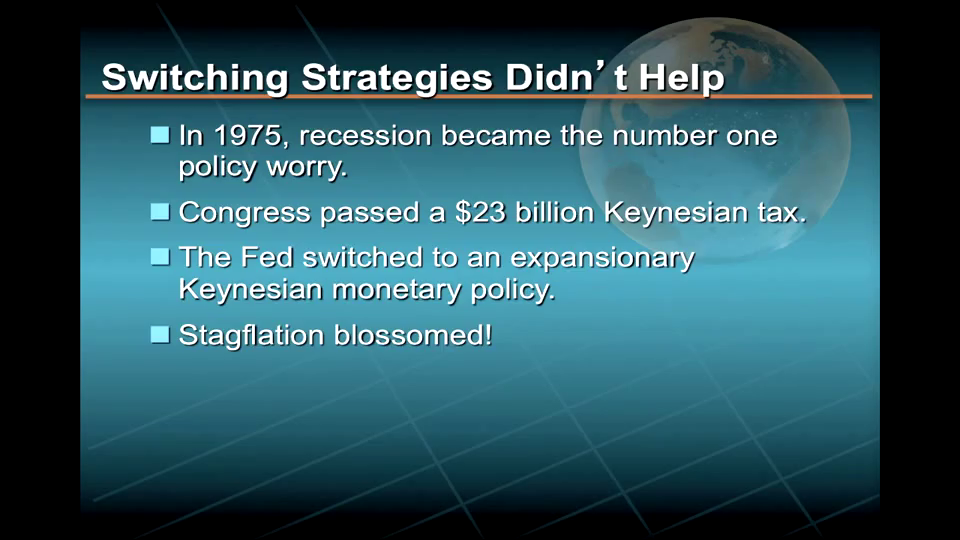 Switching Strategies Didn’t Help
In 1975, recession became the number one
policy worry.
Congress passed a $23 billion Keynesian tax.
The Fed switched to an expansionary
Keynesian monetary policy.
Stagflation blossomed!